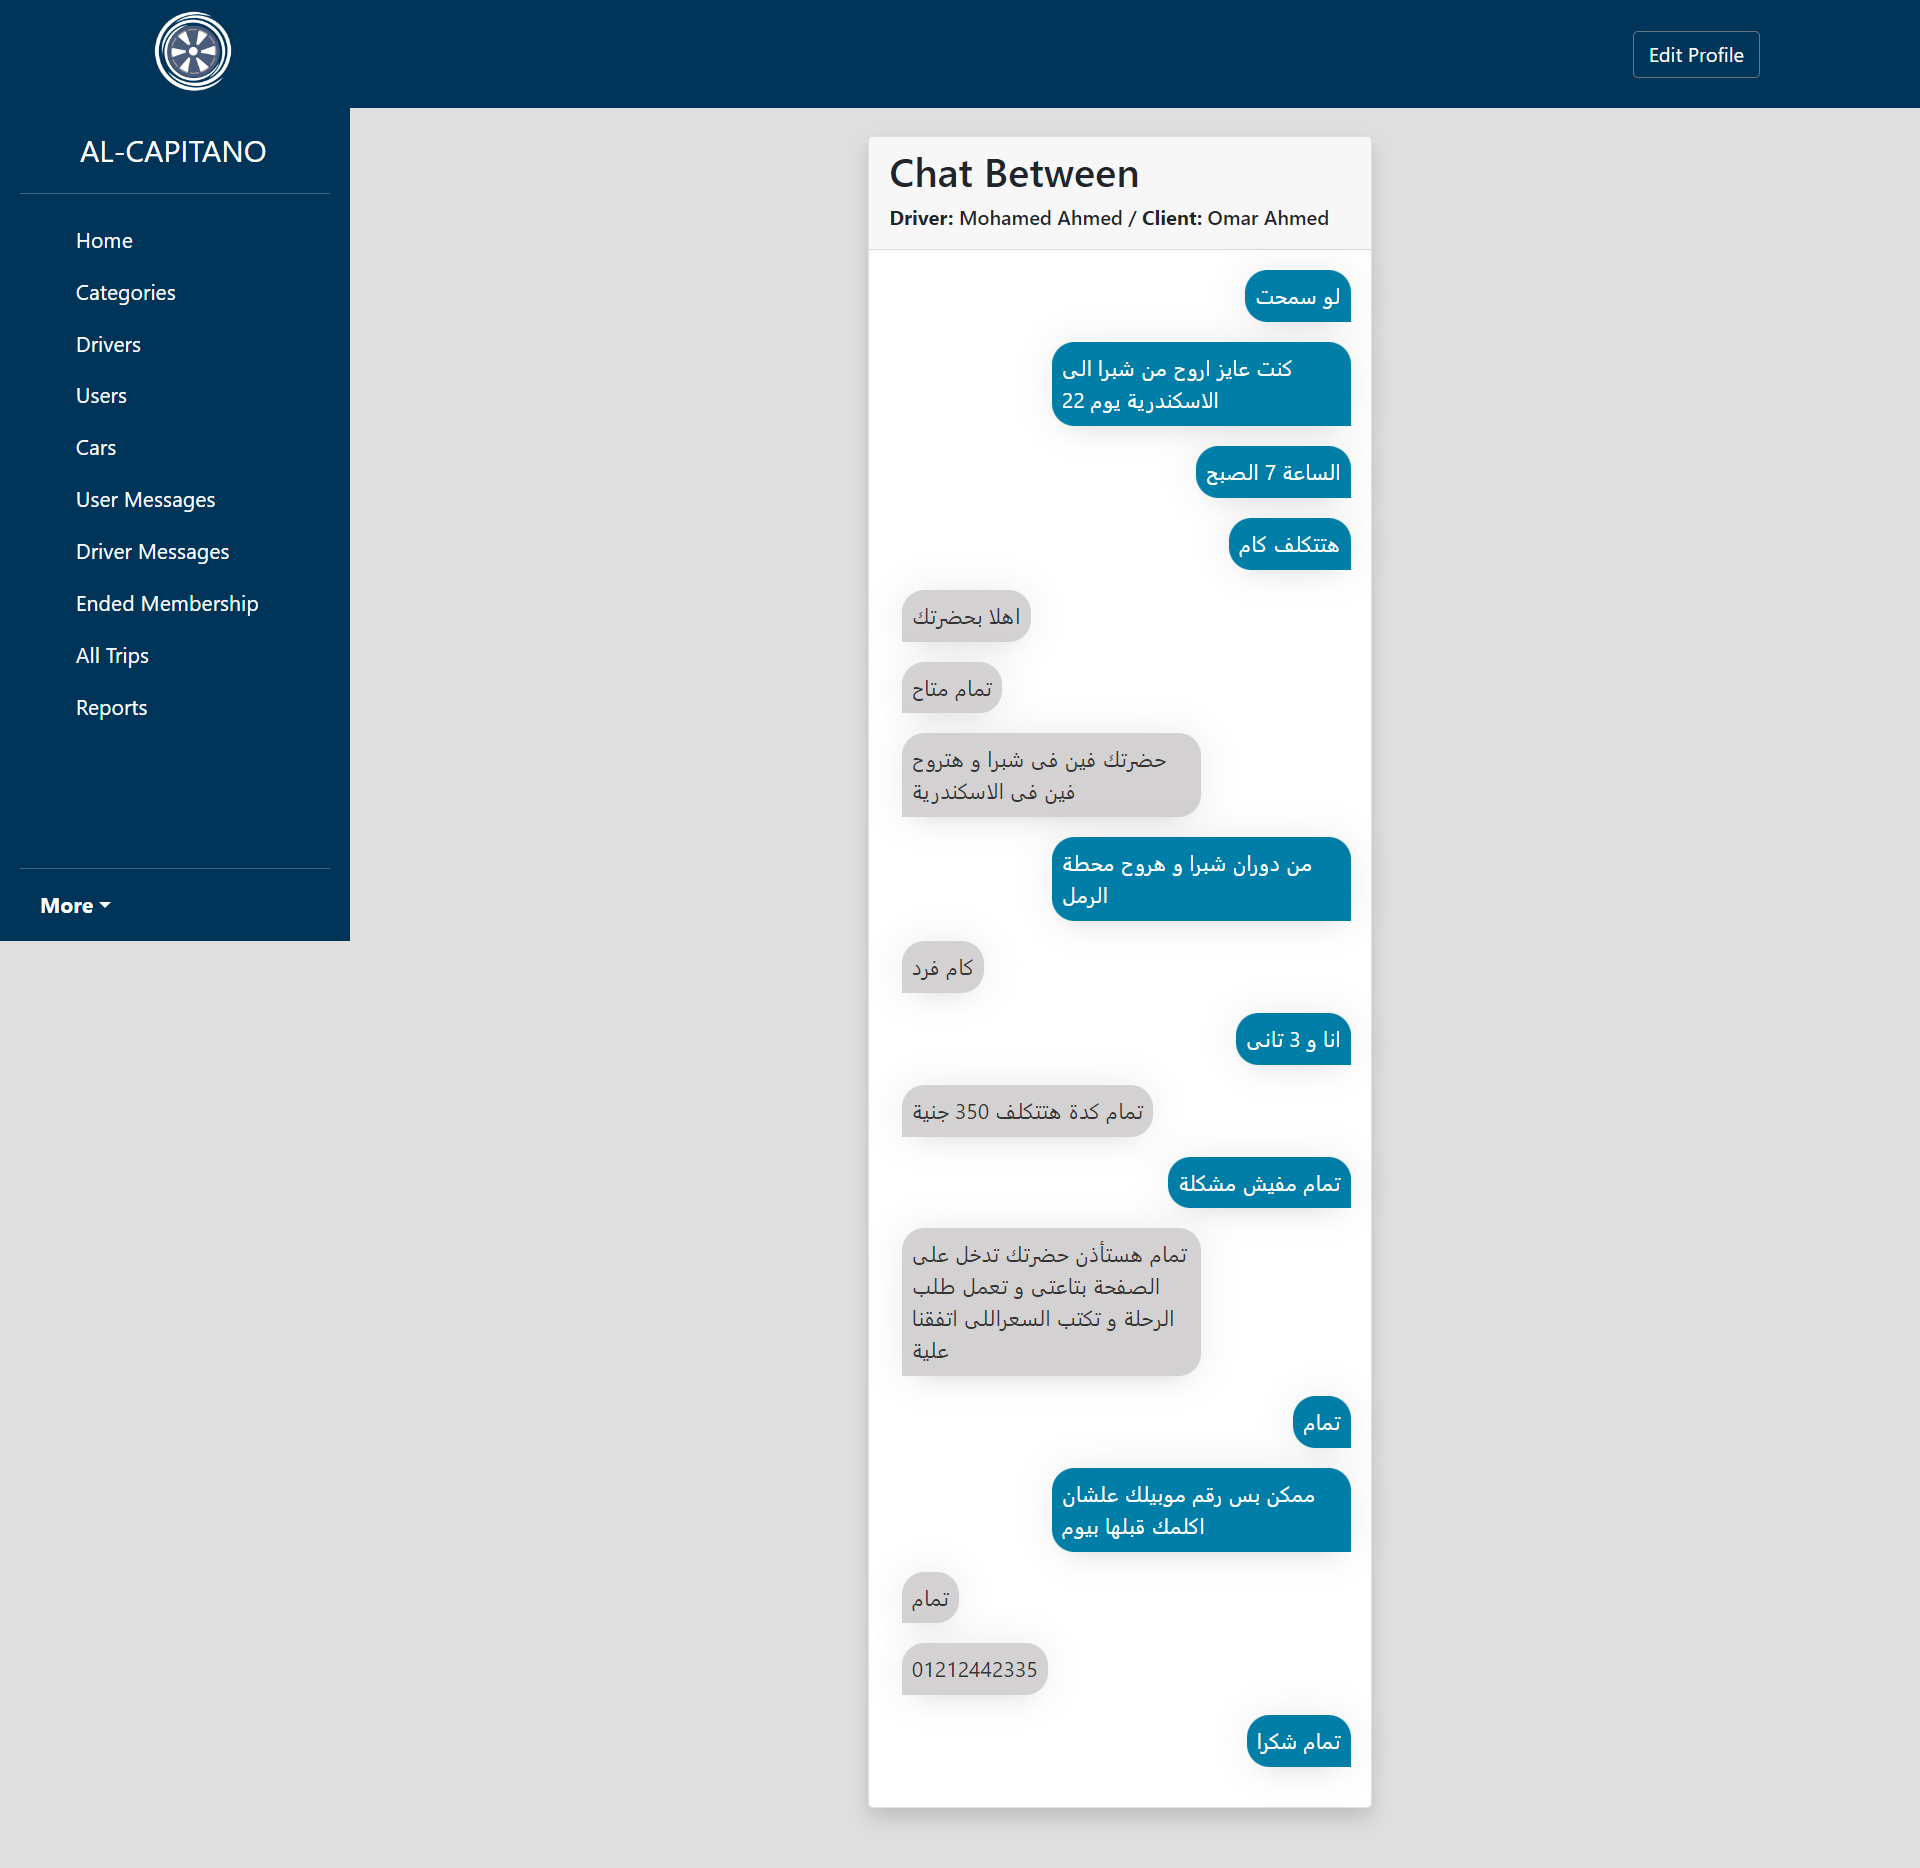 Edit Profile
AL-CAPITANO
Home
Categories
Drivers
Users
Cars
User Messages
Driver Messages
Ended Membership
All Trips
Reports
More
Chat Between
Driver: Mohamed Ahmed / Client: Omar Ahmed
لو سمحت
كنت عايز اروح من شبرا الى
الاسكندرية يوم 22
الساعة 7 الصبح
هتتكلف كام
اهلا بحضرتك
تمام متاح
حضرتك فين فى شبرا و هتروح
فين فى الاسكندرية
من دوران شبرا و هروح محطة
الرمل
كام فرد
انا و 3 تانى
تمام كدة هتتكلف 350 جنية
تمام مفيش مشكلة
تمام هستأذن حضرتك تدخل على
الصفحة بتاعتى و تعمل طلب
الرحلة و تكتب السعراللى اتفقنا
علية
تمام
ممكن بس رقم موبيلك علشان
اكلمك قبلها بيوم
تمام
01212442335
تمام شكرا